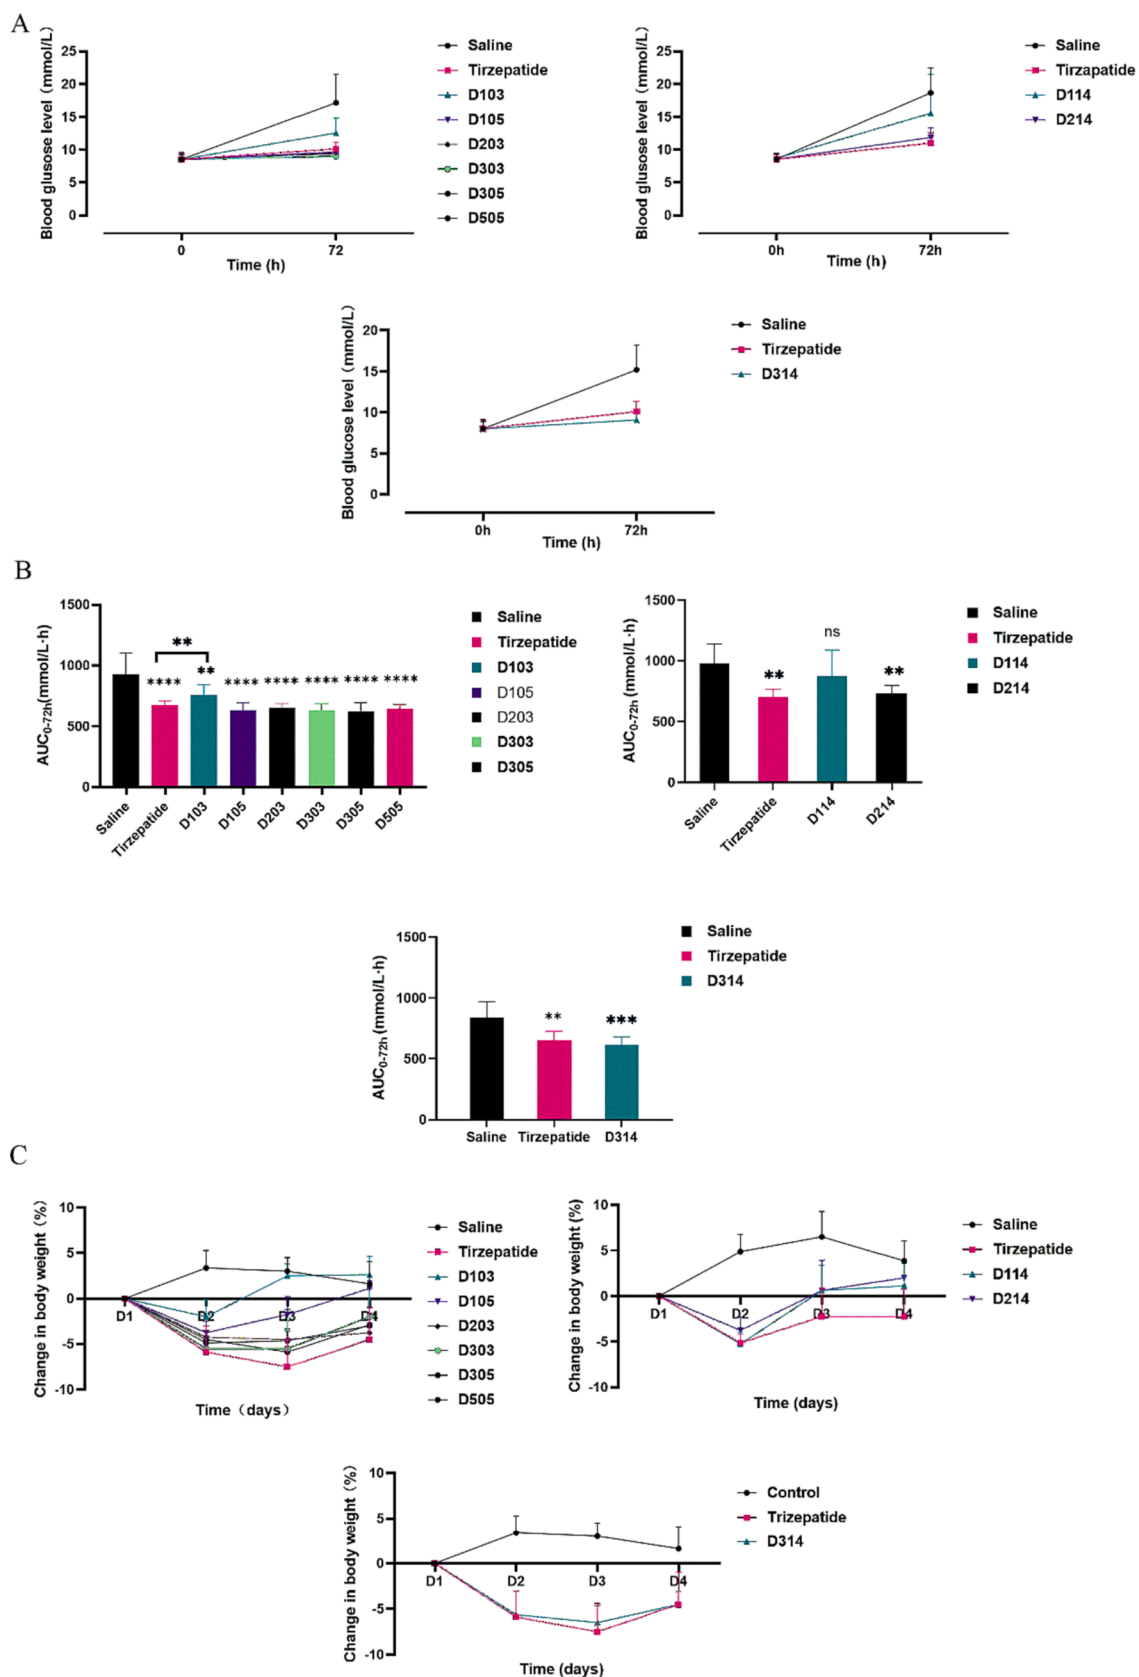 A
Blood glusose level (mmol/L)
25
20
15
10
5
0
0
72
Time (h)
Saline
Tirzepatide
D103
D105
D203
D303
D305
D505
Blood glusose level (mmol/L)
25
20
15
10
5
0
0h
72h
Time (h)
Saline
Tirzapatide
D114
D214
Blood glucose level (mmol/L)
20
15
10
5
0
0h
72h
Time (h)
Saline
Tirzepatide
D314
B
AUC0-72h(mmol/L·h)
1500
1000
500
0
**
**** ** **** **** **** **** ****
Saline
Tirzepatide
D103
D105
D203
D303
D305
D505
Saline
Tirzepatide
D103
D105
D203
D303
D305
AUC0-72h(mmol/L·h)
1500
1000
500
0
** ns **
Saline
Tirzepatide
D114
D214
Saline
Tirzepatide
D114
D214
AUC0-72h(mmol/L·h)
1500
1000
500
0
** ***
Saline Tirzepatide D314
Saline
Tirzepatide
D314
C
Change in body weight (%)
10
5
0
-5
-10
D1 D2 D3 D4
Time (days)
Saline
Tirzepatide
D103
D105
D203
D303
D305
D505
Change in body weight (%)
10
5
0
-5
-10
D1 D2 D3 D4
Time (days)
Saline
Tirzepatide
D114
D214
Change in body weight (%)
10
5
0
-5
-10
D1 D2 D3 D4
Time (days)
Control
Trizepatide
D314